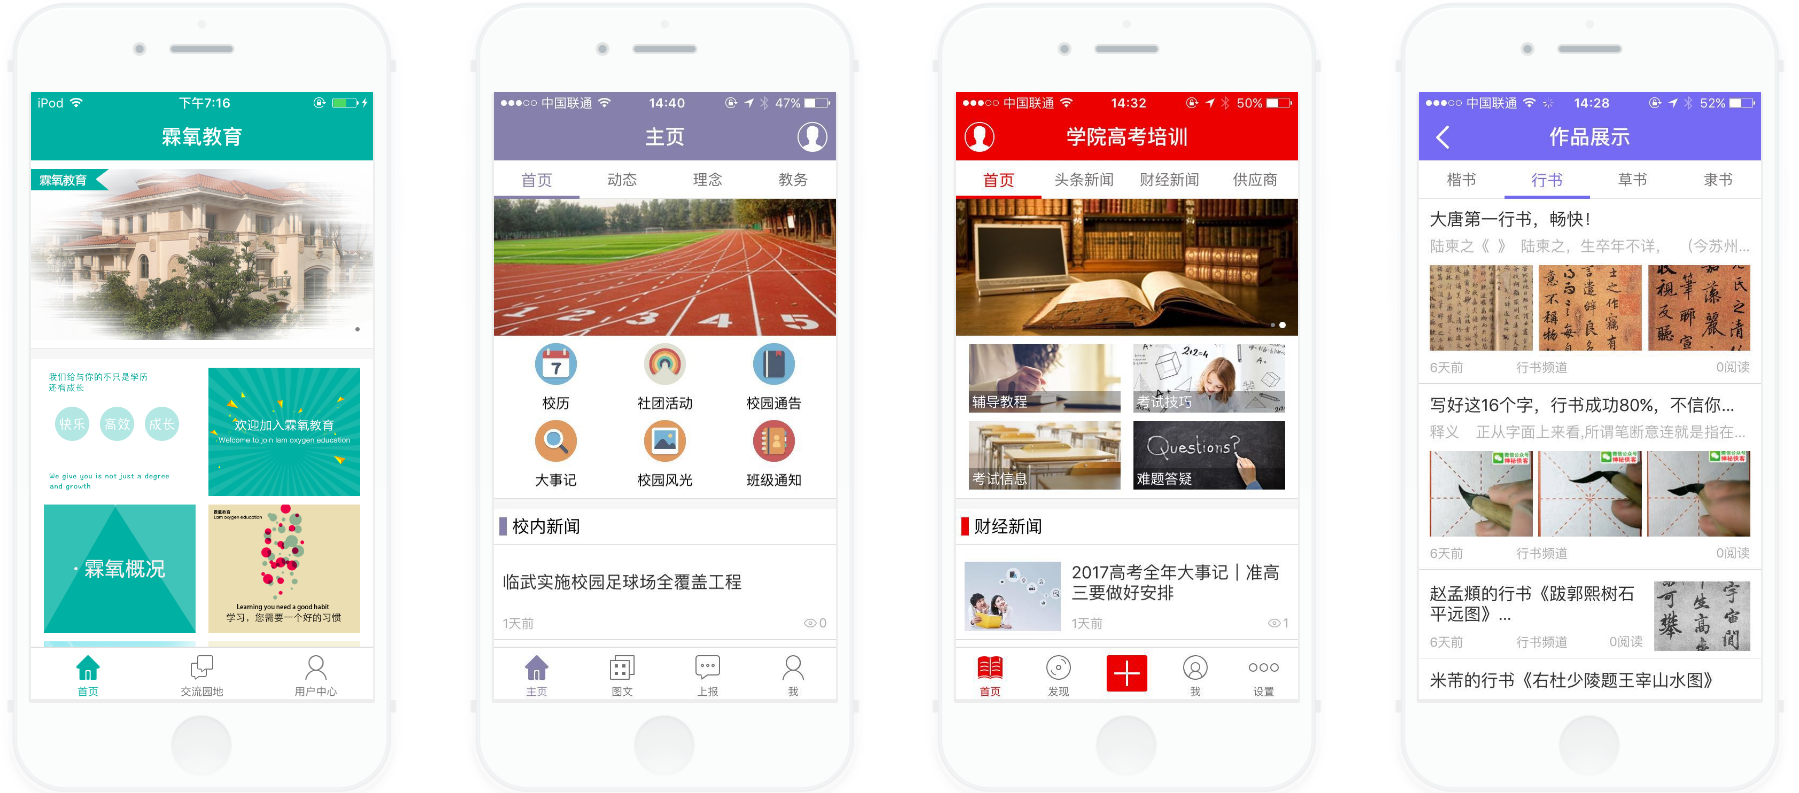 iPod 下午7:16
霖氧教育
霖氧教育
我们给与你的不只是学历
还有成长
快乐 高效 成长
We give you is not just a degree
and growth
欢迎加入霖氧教育
Welcome to join lam oxygen education
· 霖氧概况
霖氧教育
Lam oxygen education
Learning you need a good habit
学习，您需要一个好的习惯
首页 交流园地 用户中心
中国联通 14:40 47%
主页
首页 动态 理念 教务
1 2 3 4 5
7
校历 社团活动 校园通告
大事记 校园风光 班级通知
校内新闻
临武实施校园足球场全覆盖工程
1天前 0
主页 图文 上报 我
中国联通 14:32 50%
学院高考培训
首页 头条新闻 财经新闻 供应商
辅导教程
2+2=4
考试技巧
考试信息
Questions?
难题答疑
财经新闻
2017高考全年大事记｜准高
三要做好安排
1天前 1
首页 发现 我 设置
中国联通 14:28 52%
作品展示
楷书 行书 草书 隶书
大唐第一行书，畅快！
陆柬之《 》 陆柬之，生卒年不详， （今苏州...
6天前 行书频道 0阅读
写好这16个字，行书成功80%，不信你...
释义 正从字面上来看,所谓笔断意连就是指在...
6天前 行书频道 0阅读
赵孟頫的行书《跋郭熙树石
平远图》...
6天前 行书频道 0阅读
米芾的行书《右杜少陵题王宰山水图》